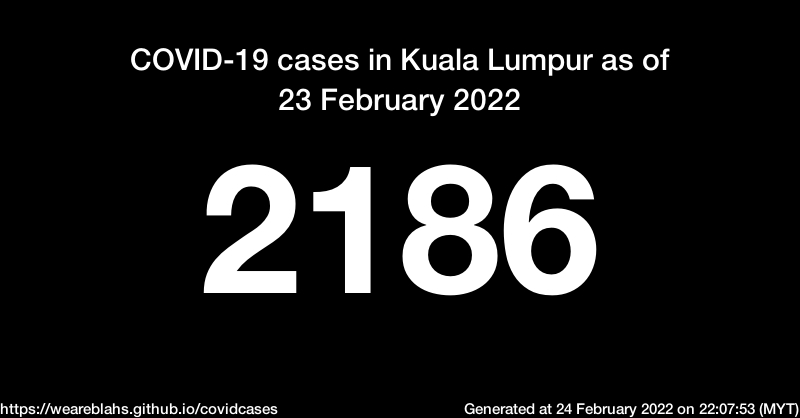 COVID-19 cases in Kuala Lumpur as of
23 February 2022
2186
https://weareblahs.github.io/covidcases
Generated at 24 February 2022 on 22:07:53 (MYT)